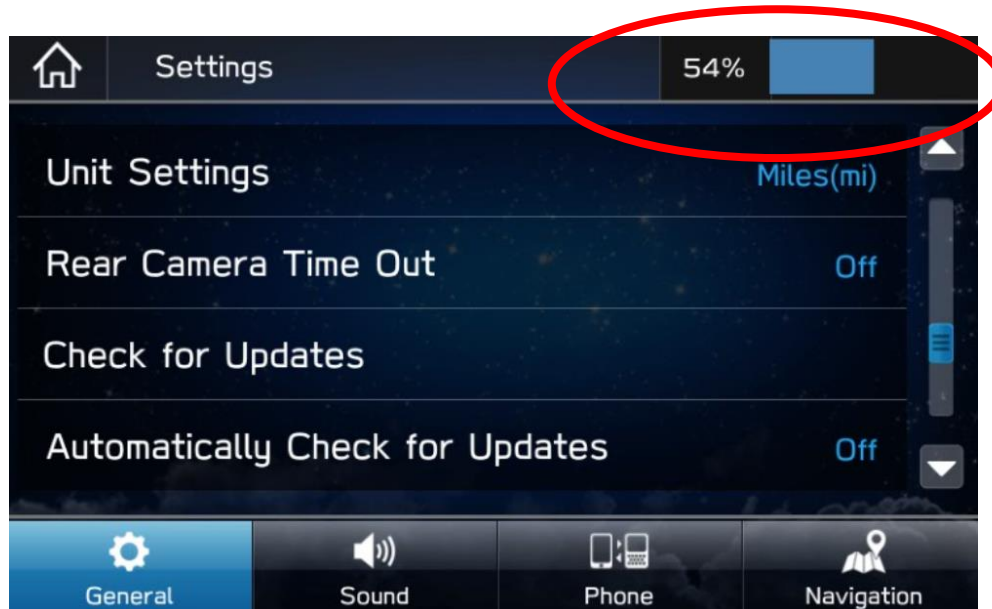 Settings 54%
Unit Settings Miles(mi)
Rear Camera Time Out Off
Check for Updates
Automatically Check for Updates Off
General Sound Phone Navigation